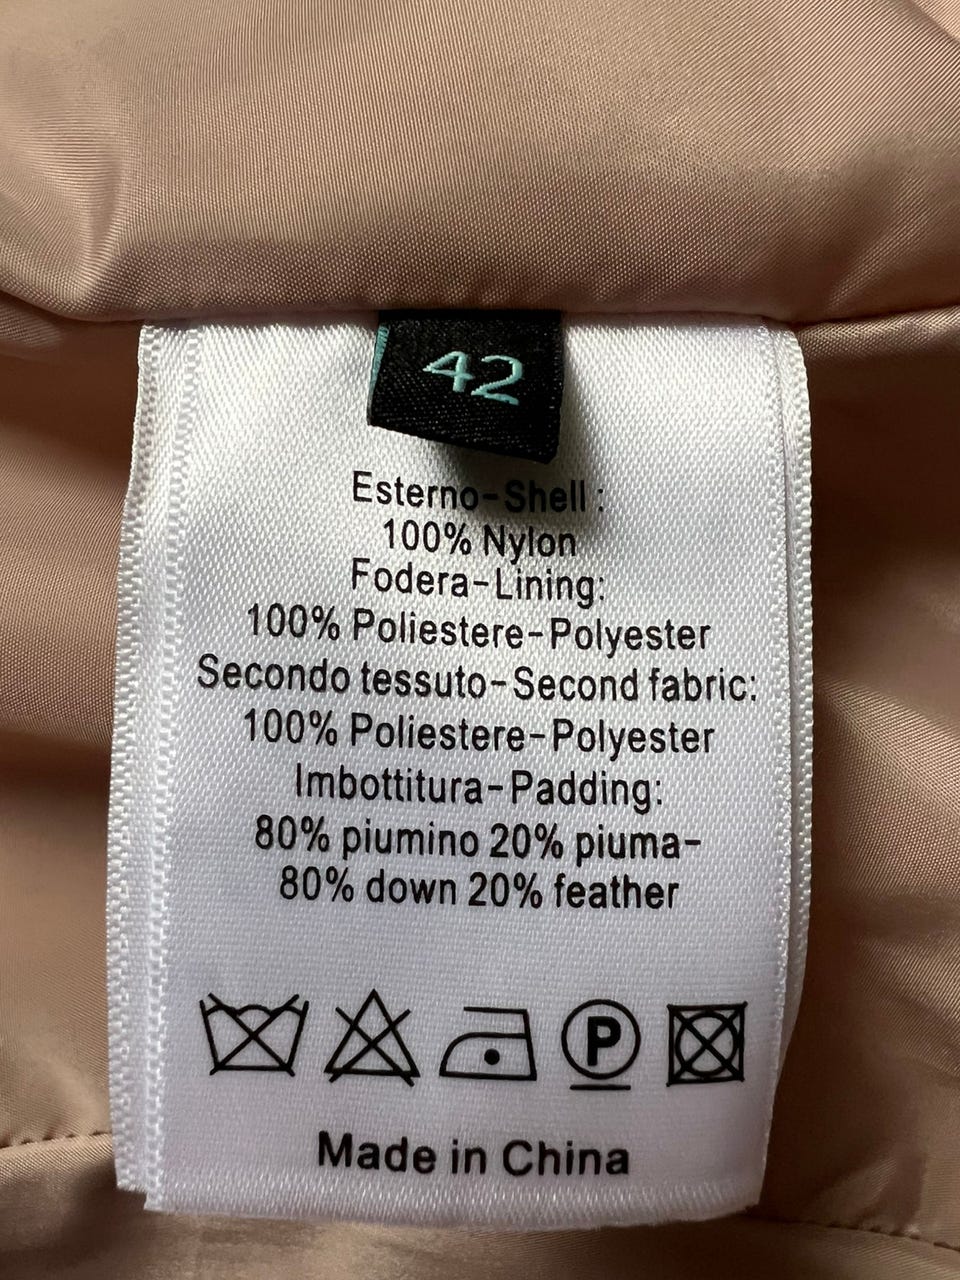 42
Esterno-Shell :
100% Nylon
Fodera-Lining:
100% Poliestere-Polyester
Secondo tessuto-Second fabric:
100% Poliestere-Polyester
Imbottitura-Padding:
80% piumino 20% piuma-
80% down 20% feather
P
Made in China